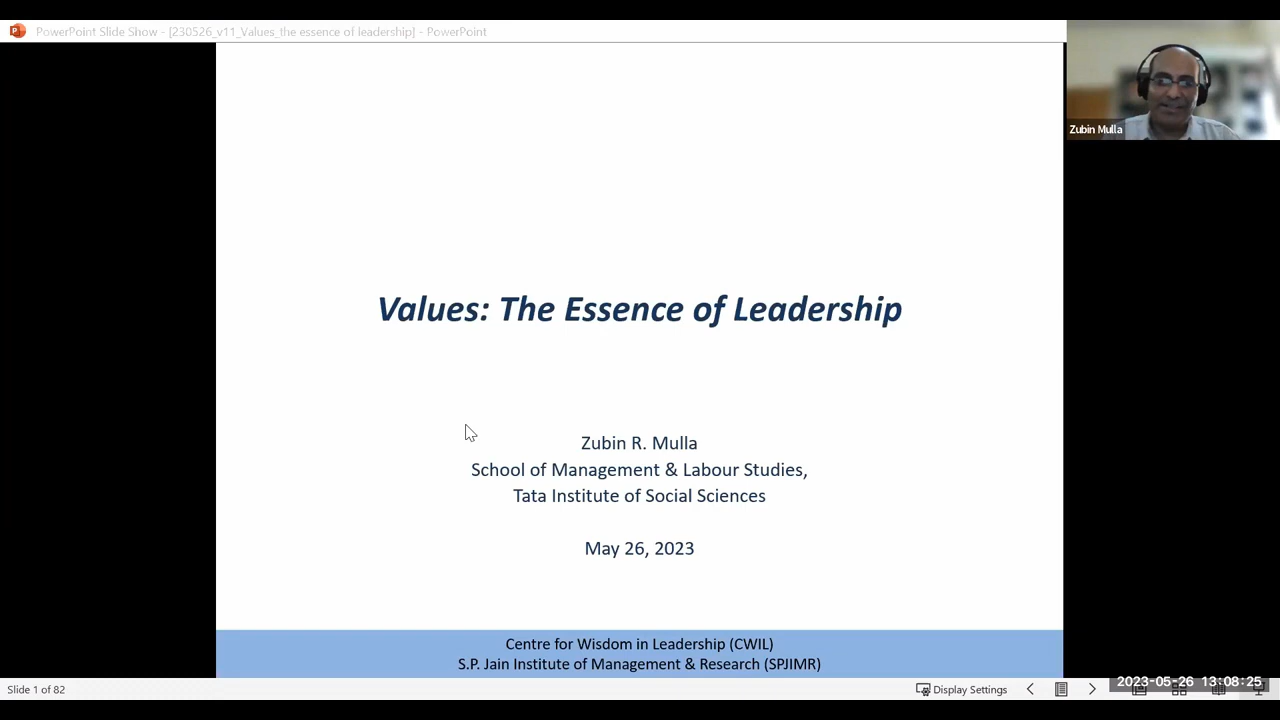 PowerPoint Slide Show - [230526_v11_Values_the essence of leadership] - PowerPoint
Zubin Mulla
Values: The Essence of Leadership
Zubin R. Mulla
School of Management & Labour Studies,
Tata Institute of Social Sciences
May 26, 2023
Centre for Wisdom in Leadership (CWIL)
S.P. Jain Institute of Management & Research (SPJIMR)
Slide 1 of 82
Display Settings
2023-05-26 13:08:25